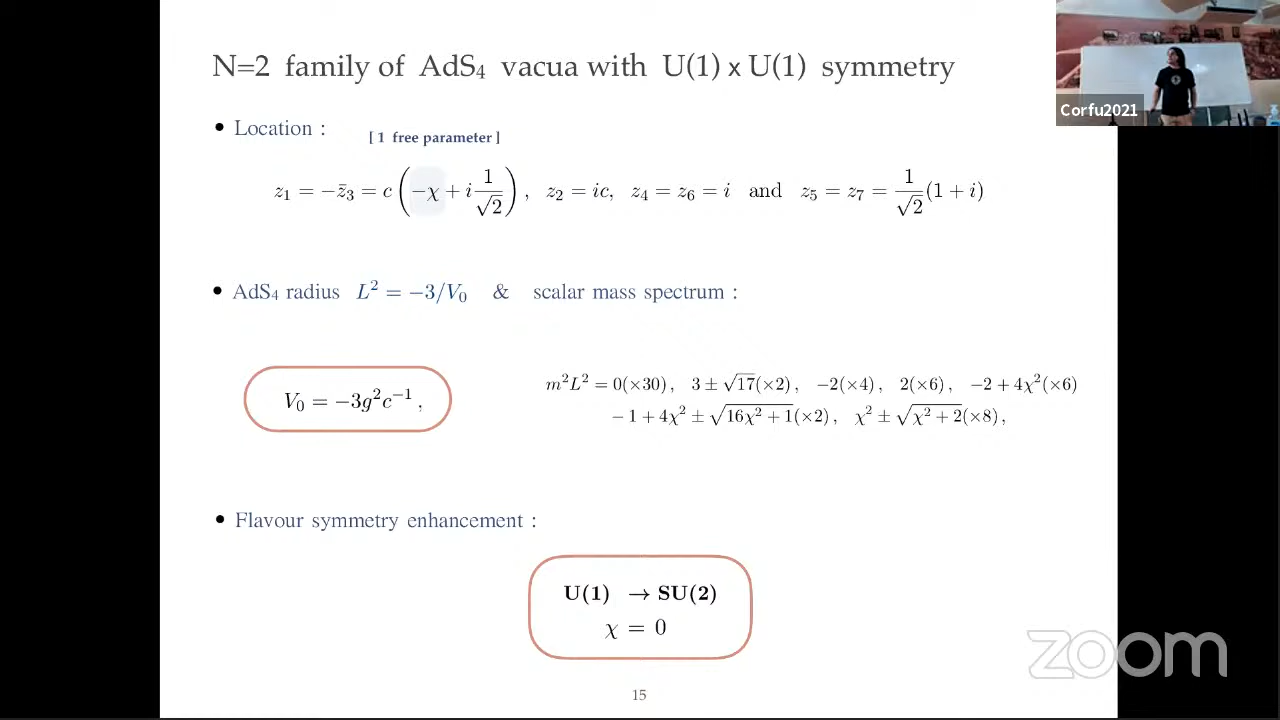 N=2 family of AdS₄ vacua with U(1) x U(1) symmetry
Corfu2021
• Location :
[ 1 free parameter ]
z₁ = −z̄₃ = c ( −χ + i 1/√2 ) , z₂ = ic, z₄ = z₆ = i and z₅ = z₇ = 1/√2 (1 + i)
• AdS₄ radius L² = −3/V₀ & scalar mass spectrum :
V₀ = −3g²c⁻¹ ,
m²L² = 0(×30) , 3 ± √17(×2) , −2(×4) , 2(×6) , −2 + 4χ²(×6)
− 1 + 4χ² ± √(16χ² + 1)(×2) , χ² ± √(χ² + 2)(×8) ,
• Flavour symmetry enhancement :
U(1) → SU(2)
χ = 0
zoom
15